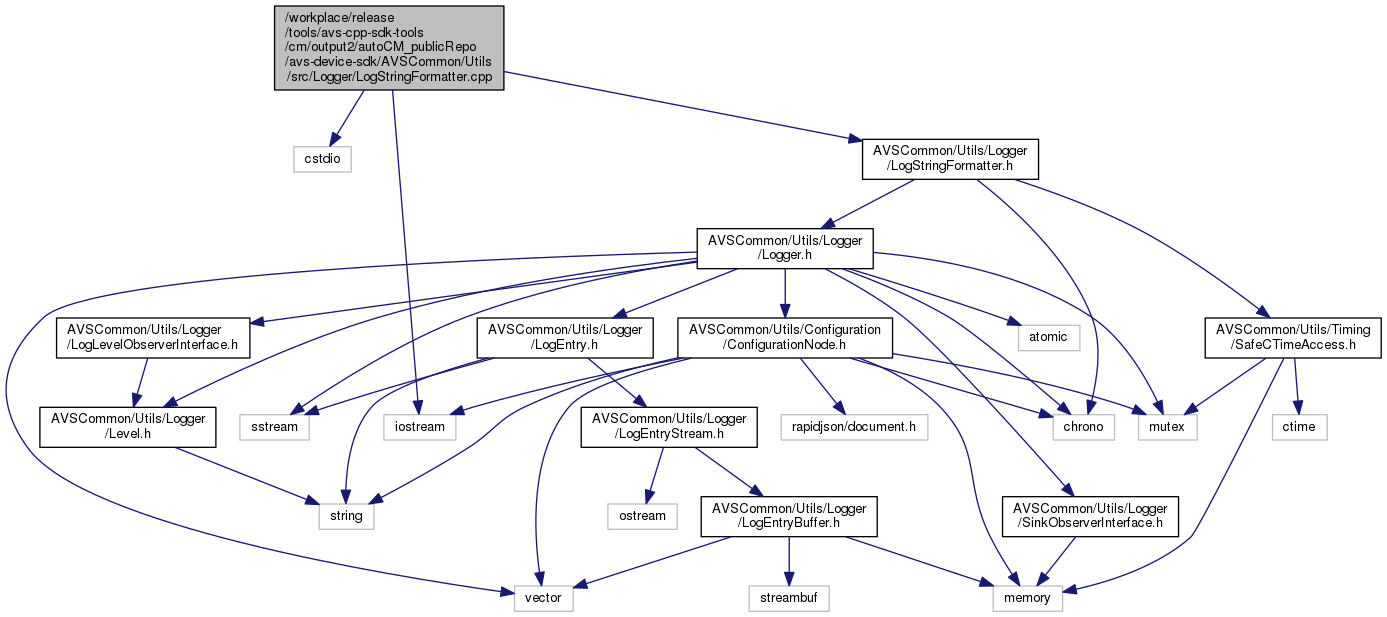 /workplace/release
/tools/avs-cpp-sdk-tools
/cm/output2/autoCM_publicRepo
/avs-device-sdk/AVSCommon/Utils
/src/Logger/LogStringFormatter.cpp
cstdio
AVSCommon/Utils/Logger
/LogStringFormatter.h
AVSCommon/Utils/Logger
/Logger.h
AVSCommon/Utils/Logger
/LogLevelObserverInterface.h
AVSCommon/Utils/Logger
/LogEntry.h
AVSCommon/Utils/Configuration
/ConfigurationNode.h
atomic
AVSCommon/Utils/Timing
/SafeCTimeAccess.h
AVSCommon/Utils/Logger
/Level.h
sstream
iostream
AVSCommon/Utils/Logger
/LogEntryStream.h
rapidjson/document.h
chrono
mutex
ctime
string
ostream
AVSCommon/Utils/Logger
/LogEntryBuffer.h
AVSCommon/Utils/Logger
/SinkObserverInterface.h
vector
streambuf
memory